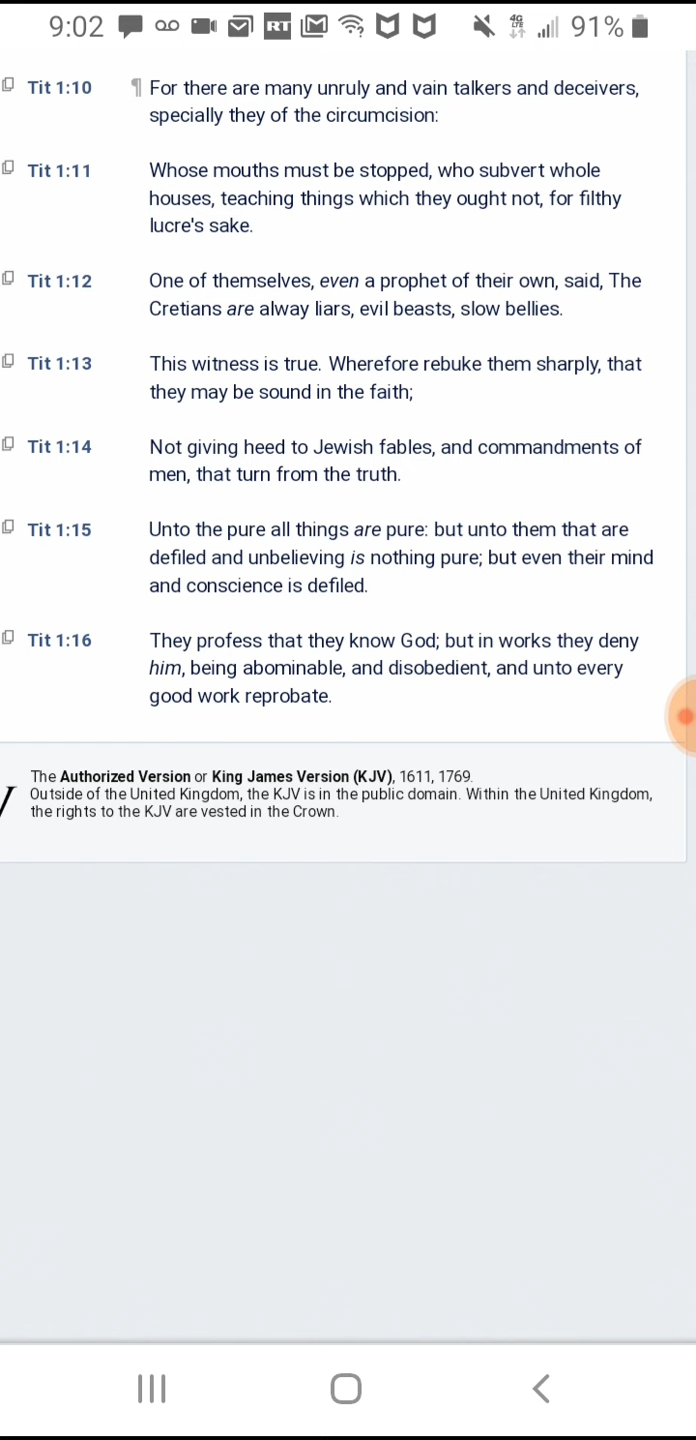 9:02 RT 4G LTE 91%
Tit 1:10 ¶ For there are many unruly and vain talkers and deceivers,
specially they of the circumcision:
Tit 1:11 Whose mouths must be stopped, who subvert whole
houses, teaching things which they ought not, for filthy
lucre's sake.
Tit 1:12 One of themselves, even a prophet of their own, said, The
Cretians are alway liars, evil beasts, slow bellies.
Tit 1:13 This witness is true. Wherefore rebuke them sharply, that
they may be sound in the faith;
Tit 1:14 Not giving heed to Jewish fables, and commandments of
men, that turn from the truth.
Tit 1:15 Unto the pure all things are pure: but unto them that are
defiled and unbelieving is nothing pure; but even their mind
and conscience is defiled.
Tit 1:16 They profess that they know God; but in works they deny
him, being abominable, and disobedient, and unto every
good work reprobate.
The Authorized Version or King James Version (KJV), 1611, 1769.
Outside of the United Kingdom, the KJV is in the public domain. Within the United Kingdom,
the rights to the KJV are vested in the Crown.